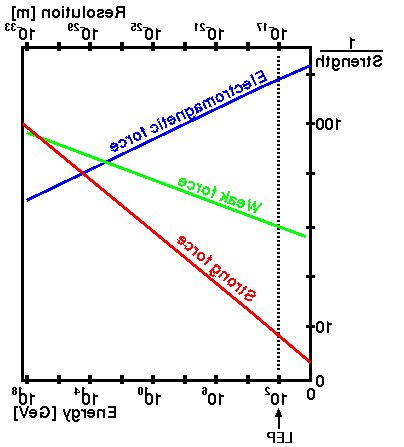 Resolution [m]
10^-17 10^-21 10^-25 10^-29 10^-33
1
Strength
100
10
0
Electromagnetic force
Weak force
Strong force
0 10^2 10^6 10^10 10^14 10^18
Energy [GeV]
LEP